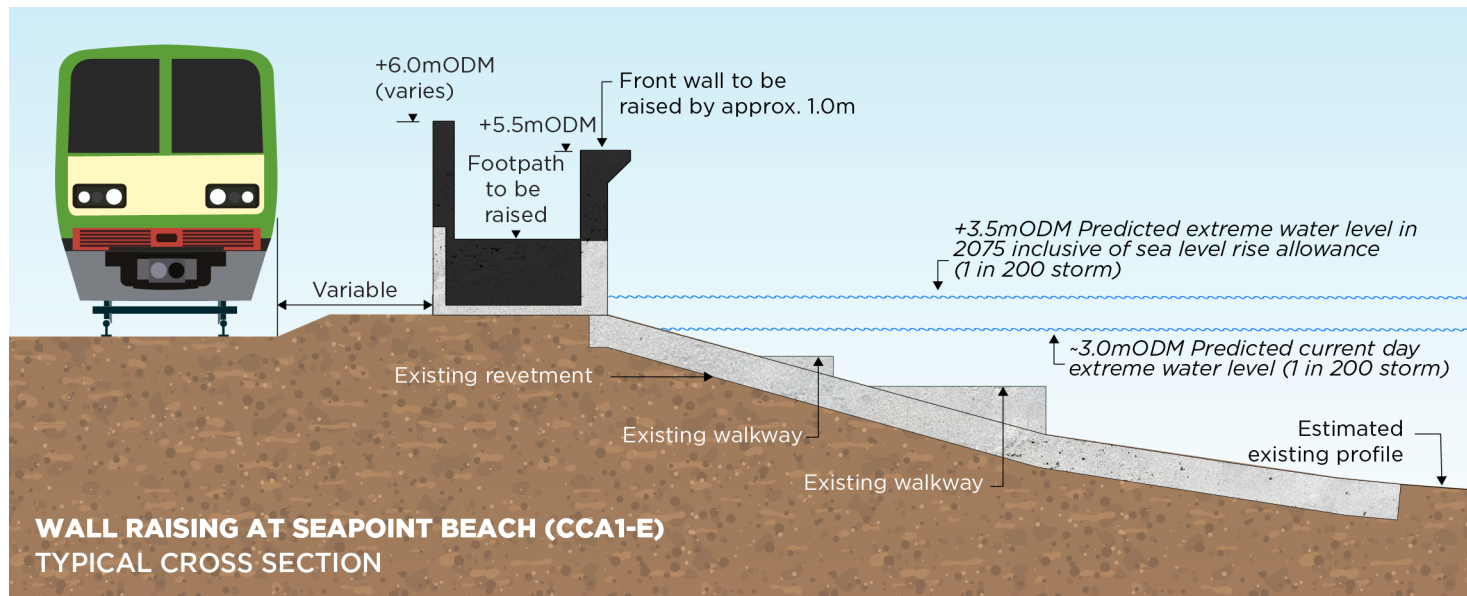 +6.0mODM
(varies)
+5.5mODM
Front wall to be
raised by approx. 1.0m
Footpath
to be
raised
+3.5mODM Predicted extreme water level in
2075 inclusive of sea level rise allowance
(1 in 200 storm)
Variable
~3.0mODM Predicted current day
extreme water level (1 in 200 storm)
Existing revetment
Existing walkway
Existing walkway
Estimated
existing profile
WALL RAISING AT SEAPOINT BEACH (CCA1-E)
TYPICAL CROSS SECTION